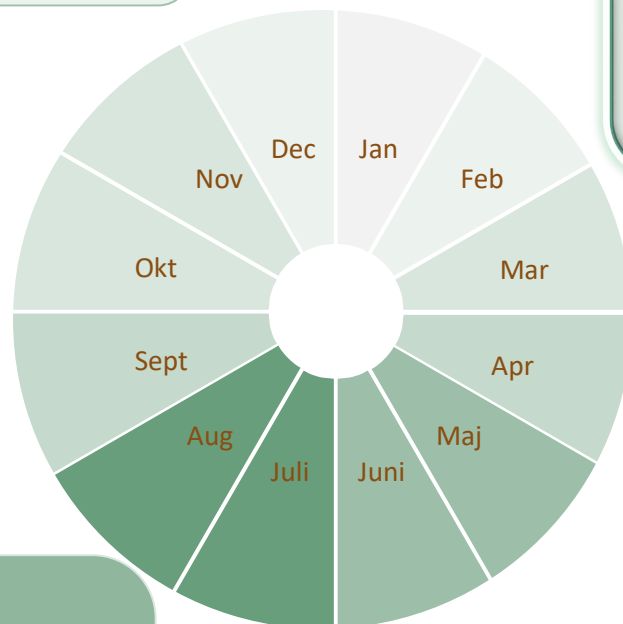 Jan
Feb
Mar
Apr
Maj
Juni
Juli
Aug
Sept
Okt
Nov
Dec